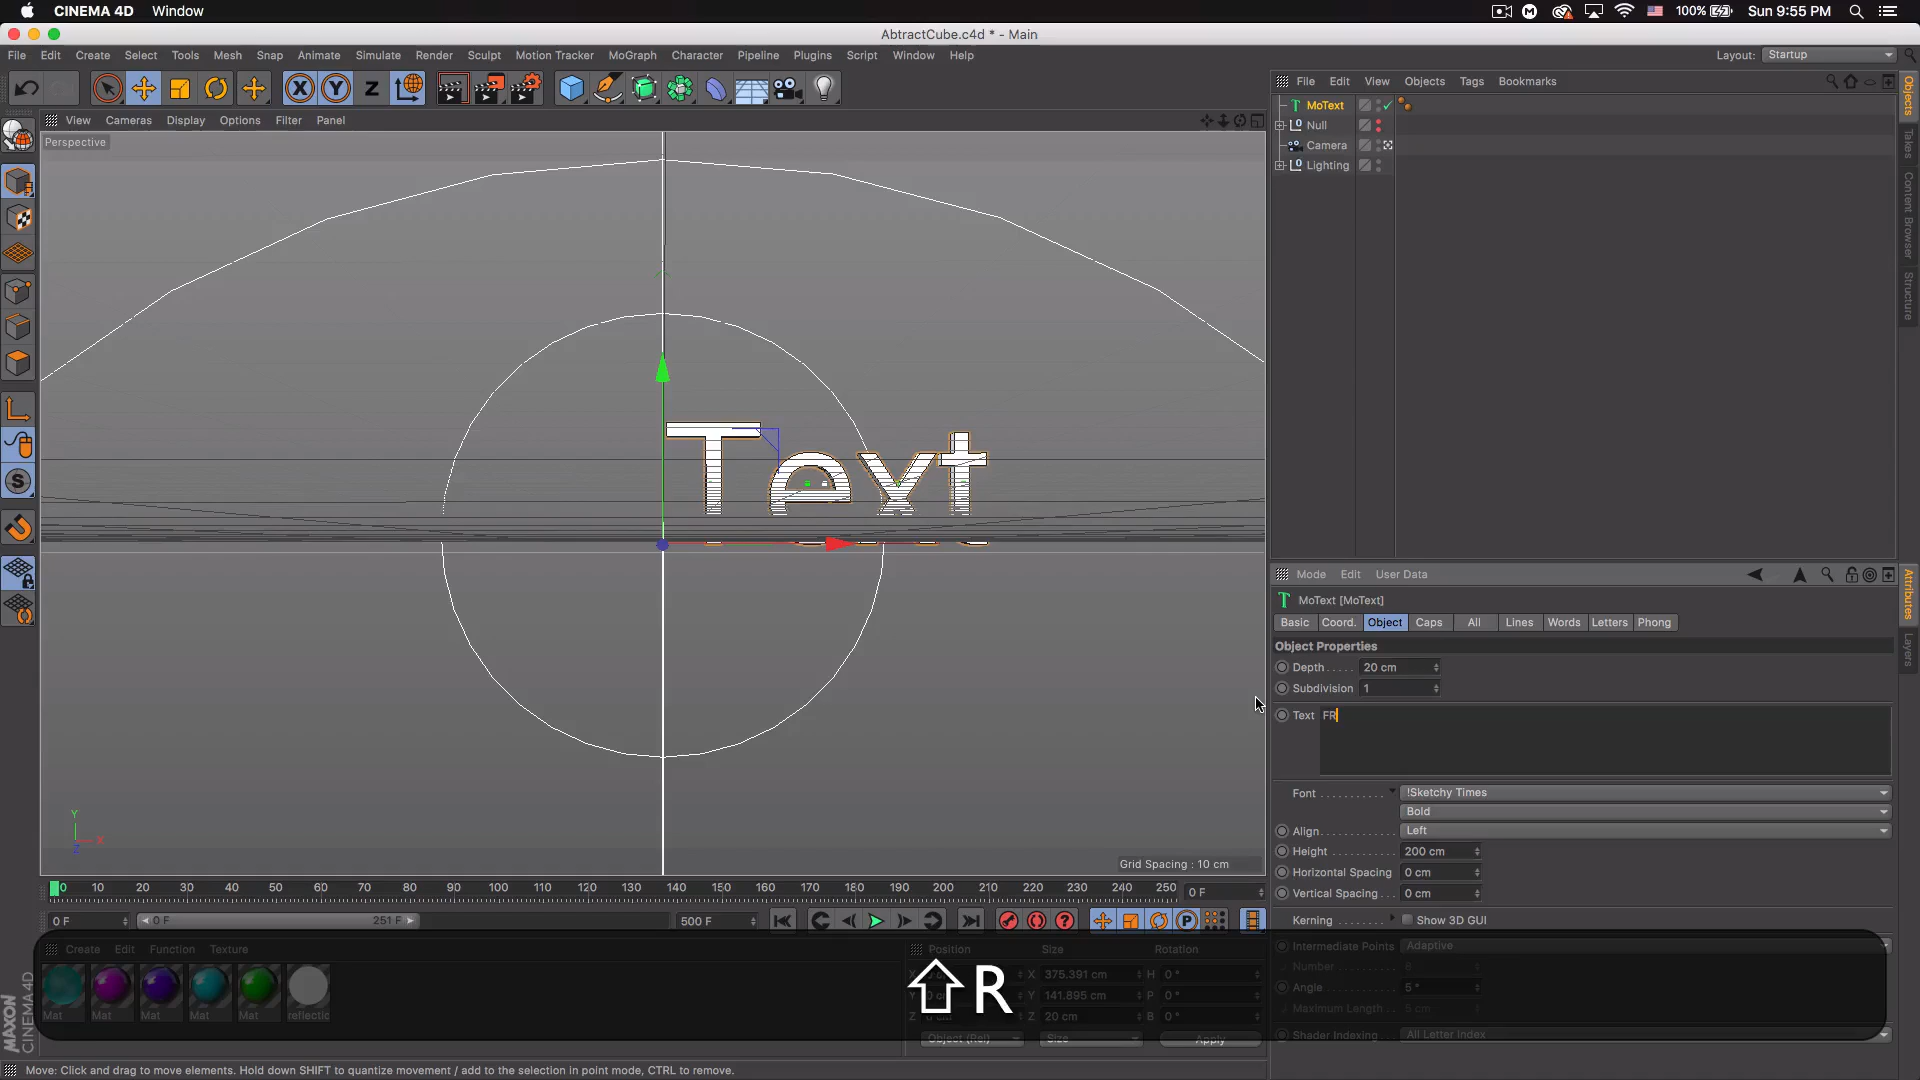 CINEMA 4D Window 100% Sun 9:55 PM
AbtractCube.c4d * - Main
File Edit Create Select Tools Mesh Snap Animate Simulate Render Sculpt Motion Tracker MoGraph Character Pipeline Plugins Script Window Help Layout: Startup
X Y Z
File Edit View Objects Tags Bookmarks
View Cameras Display Options Filter Panel
Perspective
MoText
Null
Camera
Lighting
Objects
Takes
Content Browser
Structure
Text
Y
X
Z
Grid Spacing : 10 cm
Mode Edit User Data
MoText [MoText]
Basic Coord. Object Caps All Lines Words Letters Phong
Object Properties
Depth 20 cm
Subdivision 1
Text FR
Font !Sketchy Times
Bold
Align Left
Height 200 cm
Horizontal Spacing 0 cm
Vertical Spacing 0 cm
Kerning Show 3D GUI
Intermediate Points Adaptive
Number 8
Angle 5 °
Maximum Length 5 cm
Shader Indexing All Letter Index
Attributes
Layers
0 10 20 30 40 50 60 70 80 90 100 110 120 130 140 150 160 170 180 190 200 210 220 230 240 250 0 F
0 F 0 F 251 F 500 F
Create Edit Function Texture
Mat Mat Mat Mat Mat reflectic
Position Size Rotation
X X 375.391 cm H 0 °
Y 0 cm Y 141.895 cm P 0 °
Z Z 20 cm B 0 °
Object (Rel) Size Apply
⇧R
MAXON
CINEMA 4D
Move: Click and drag to move elements. Hold down SHIFT to quantize movement / add to the selection in point mode, CTRL to remove.